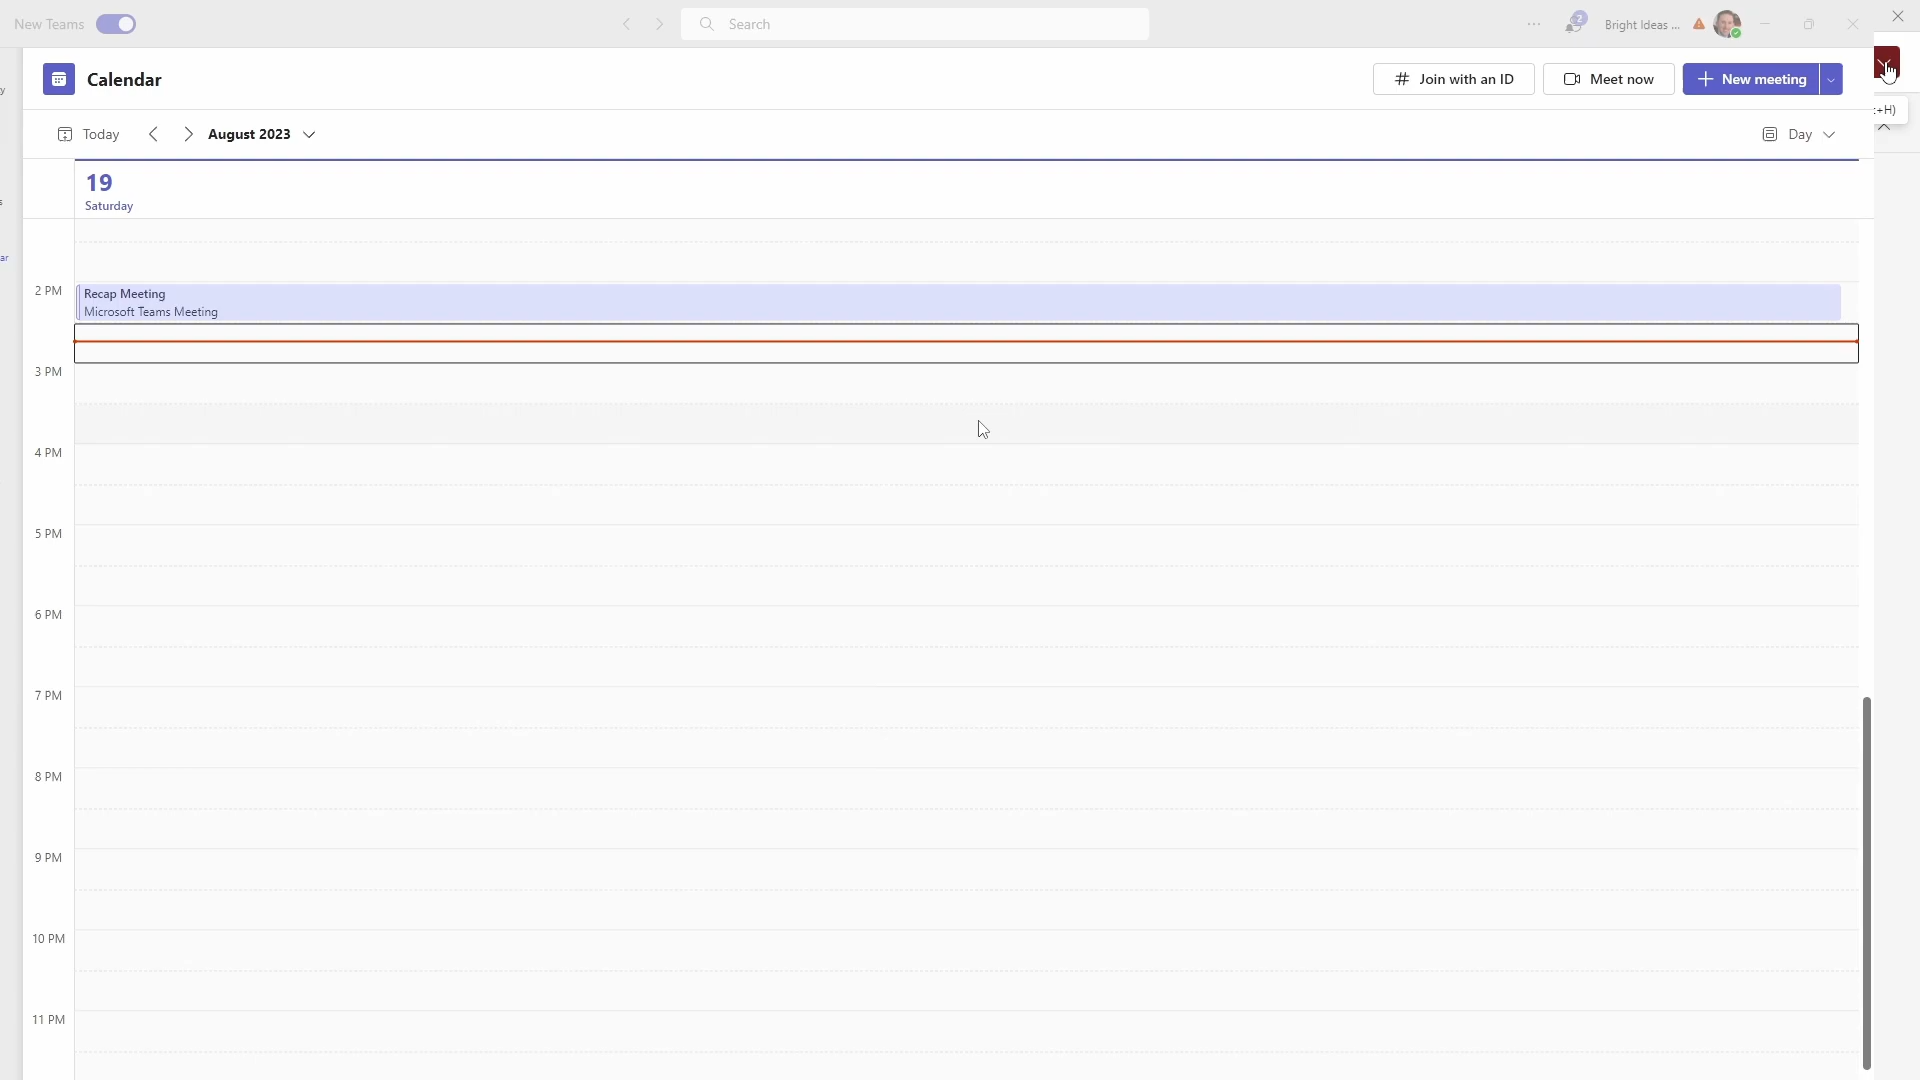 New Teams
Search
2
Bright Ideas ...
y
Calendar
Join with an ID
Meet now
New meeting
+H)
Today
August 2023
Day
19
Saturday
s
ar
2 PM
Recap Meeting
Microsoft Teams Meeting
3 PM
4 PM
5 PM
6 PM
7 PM
8 PM
9 PM
10 PM
11 PM